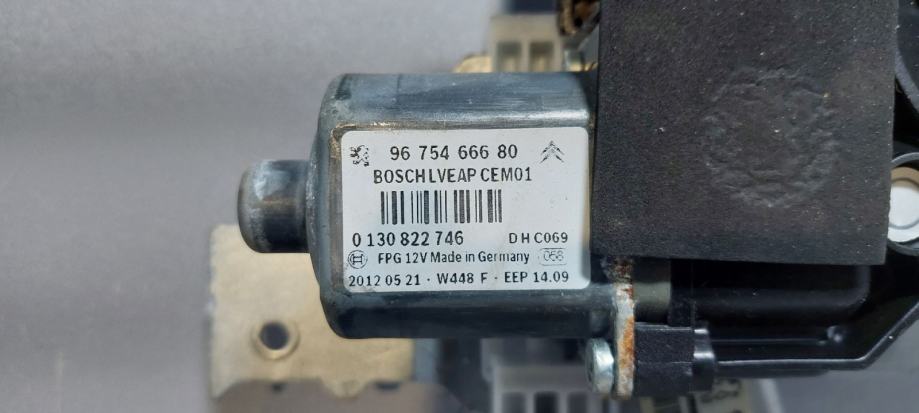 96 754 666 80
BOSCH LVEAP CEM01
0 130 822 746 DH C069
FPG 12V Made in Germany 058
2012 05 21 · W448 F · EEP 14.09